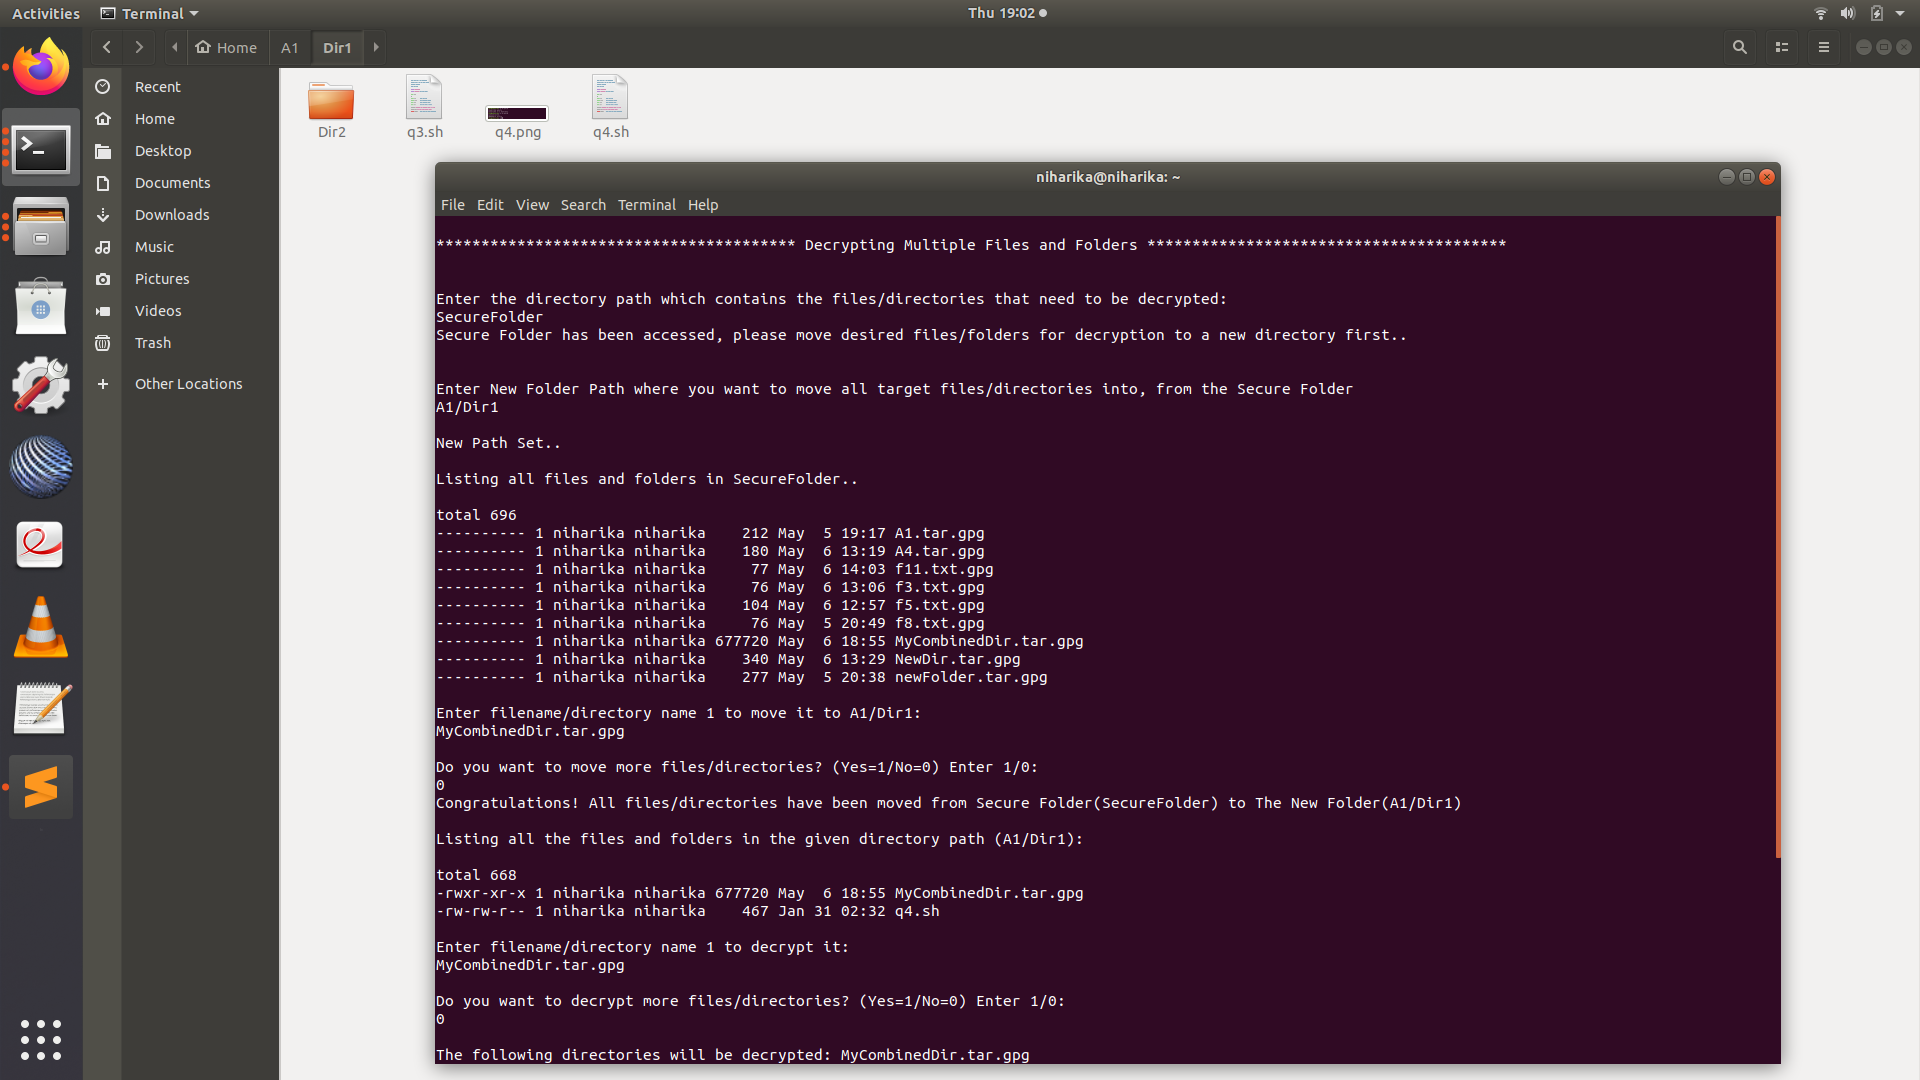 Activities Terminal Thu 19:02
Home A1 Dir1
Recent
Home
Desktop
Documents
Downloads
Music
Pictures
Videos
Trash
Other Locations
Dir2 q3.sh q4.png q4.sh
niharika@niharika: ~
File Edit View Search Terminal Help
**************************************** Decrypting Multiple Files and Folders ****************************************
Enter the directory path which contains the files/directories that need to be decrypted:
SecureFolder
Secure Folder has been accessed, please move desired files/folders for decryption to a new directory first..
Enter New Folder Path where you want to move all target files/directories into, from the Secure Folder
A1/Dir1
New Path Set..
Listing all files and folders in SecureFolder..
total 696
---------- 1 niharika niharika    212 May  5 19:17 A1.tar.gpg
---------- 1 niharika niharika    180 May  6 13:19 A4.tar.gpg
---------- 1 niharika niharika     77 May  6 14:03 f11.txt.gpg
---------- 1 niharika niharika     76 May  6 13:06 f3.txt.gpg
---------- 1 niharika niharika    104 May  6 12:57 f5.txt.gpg
---------- 1 niharika niharika     76 May  5 20:49 f8.txt.gpg
---------- 1 niharika niharika 677720 May  6 18:55 MyCombinedDir.tar.gpg
---------- 1 niharika niharika    340 May  6 13:29 NewDir.tar.gpg
---------- 1 niharika niharika    277 May  5 20:38 newFolder.tar.gpg
Enter filename/directory name 1 to move it to A1/Dir1:
MyCombinedDir.tar.gpg
Do you want to move more files/directories? (Yes=1/No=0) Enter 1/0:
0
Congratulations! All files/directories have been moved from Secure Folder(SecureFolder) to The New Folder(A1/Dir1)
Listing all the files and folders in the given directory path (A1/Dir1):
total 668
-rwxr-xr-x 1 niharika niharika 677720 May  6 18:55 MyCombinedDir.tar.gpg
-rw-rw-r-- 1 niharika niharika    467 Jan 31 02:32 q4.sh
Enter filename/directory name 1 to decrypt it:
MyCombinedDir.tar.gpg
Do you want to decrypt more files/directories? (Yes=1/No=0) Enter 1/0:
0
The following directories will be decrypted: MyCombinedDir.tar.gpg